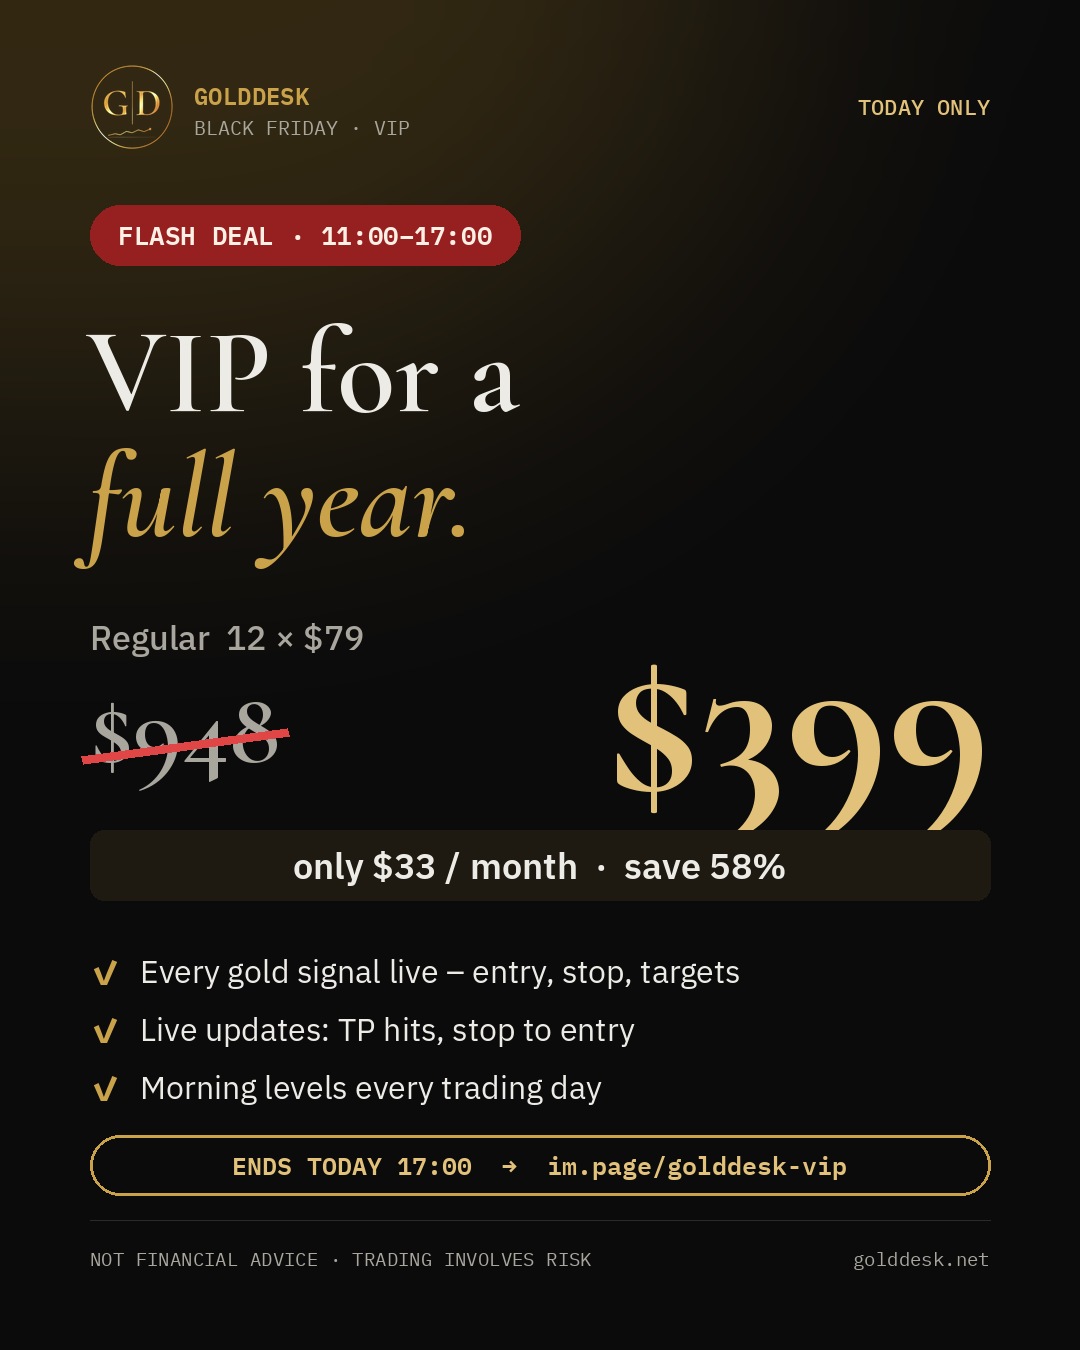 G|D
GOLDDESK
BLACK FRIDAY · VIP
TODAY ONLY
FLASH DEAL · 11:00–17:00
VIP for a
full year.
Regular 12 × $79
$948
$399
only $33 / month · save 58%
✓ Every gold signal live – entry, stop, targets
✓ Live updates: TP hits, stop to entry
✓ Morning levels every trading day
ENDS TODAY 17:00 → im.page/golddesk-vip
NOT FINANCIAL ADVICE · TRADING INVOLVES RISK
golddesk.net